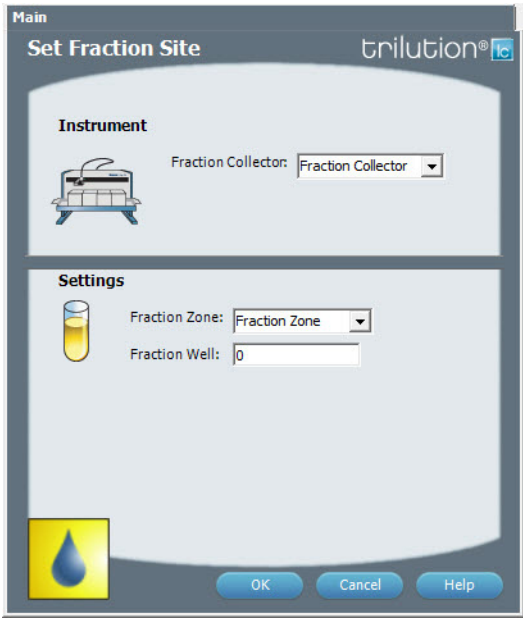 Main
Set Fraction Site
trilution® lc
Instrument
Fraction Collector: Fraction Collector
Settings
Fraction Zone: Fraction Zone
Fraction Well: 0
OK Cancel Help